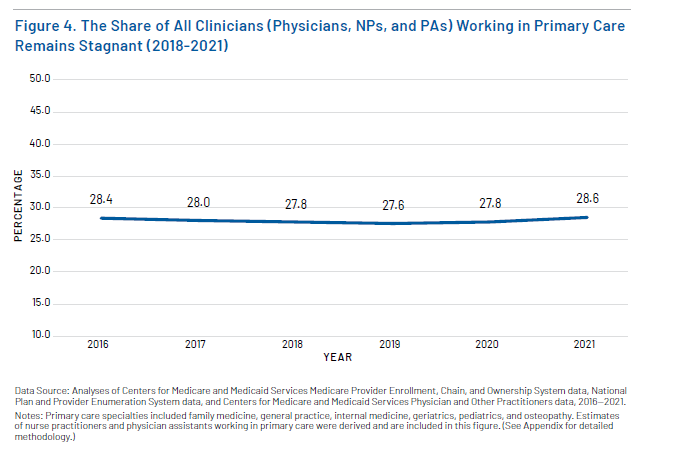 Figure 4. The Share of All Clinicians (Physicians, NPs, and PAs) Working in Primary Care
Remains Stagnant (2018-2021)
50.0
45.0
40.0
35.0
30.0
25.0
20.0
15.0
10.0
PERCENTAGE
28.4
28.0
27.8
27.6
27.8
28.6
2016
2017
2018
2019
2020
2021
YEAR
Data Source: Analyses of Centers for Medicare and Medicaid Services Medicare Provider Enrollment, Chain, and Ownership System data, National
Plan and Provider Enumeration System data, and Centers for Medicare and Medicaid Services Physician and Other Practitioners data, 2016–2021.
Notes: Primary care specialties included family medicine, general practice, internal medicine, geriatrics, pediatrics, and osteopathy. Estimates
of nurse practitioners and physician assistants working in primary care were derived and are included in this figure. (See Appendix for detailed
methodology.)